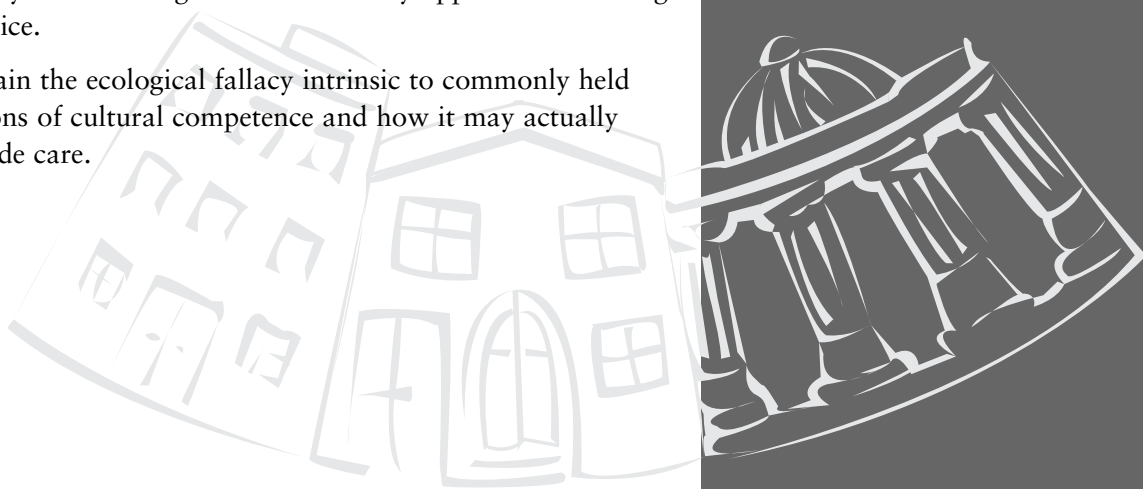 ice.
ain the ecological fallacy intrinsic to commonly held
ons of cultural competence and how it may actually
de care.